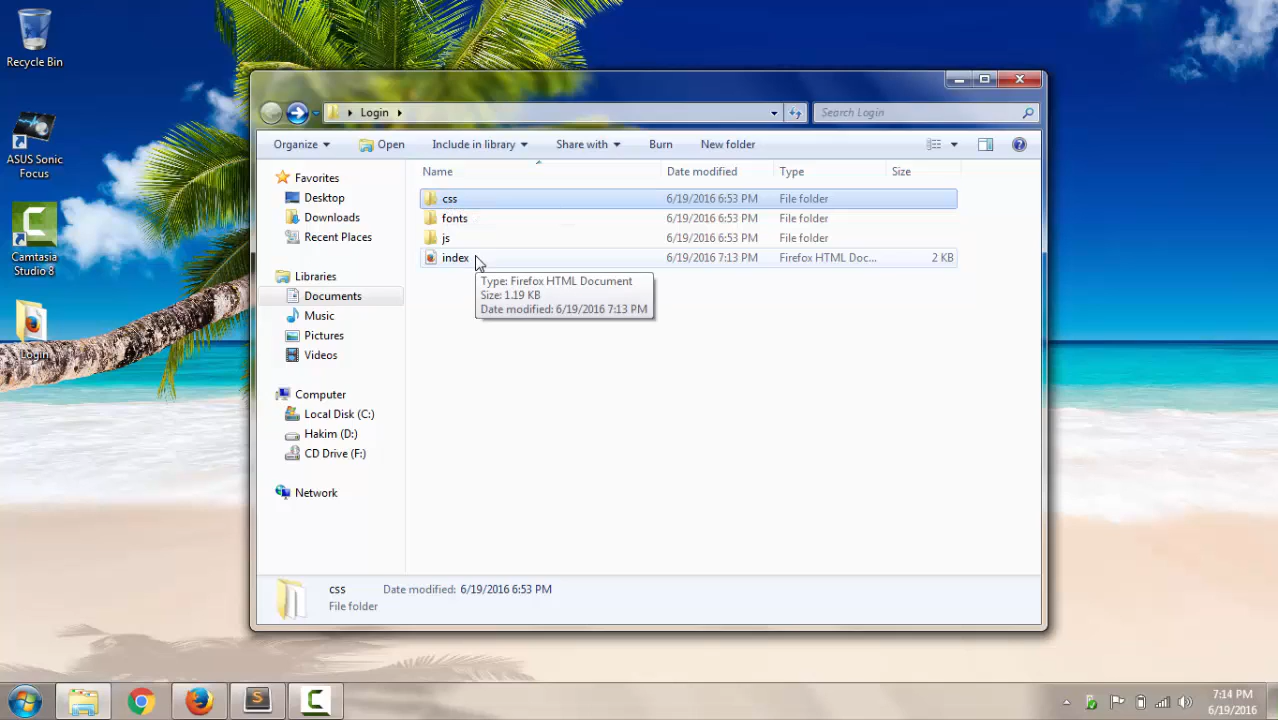 Recycle Bin
ASUS Sonic
Focus
Camtasia
Studio 8
Login
Login
Search Login
Organize
Open
Include in library
Share with
Burn
New folder
Name
Date modified
Type
Size
Favorites
Desktop
Downloads
Recent Places
Libraries
Documents
Music
Pictures
Videos
Computer
Local Disk (C:)
Hakim (D:)
CD Drive (F:)
Network
css 6/19/2016 6:53 PM File folder
fonts 6/19/2016 6:53 PM File folder
js 6/19/2016 6:53 PM File folder
index 6/19/2016 7:13 PM Firefox HTML Doc... 2 KB
Type: Firefox HTML Document
Size: 1.19 KB
Date modified: 6/19/2016 7:13 PM
css Date modified: 6/19/2016 6:53 PM
File folder
7:14 PM
6/19/2016